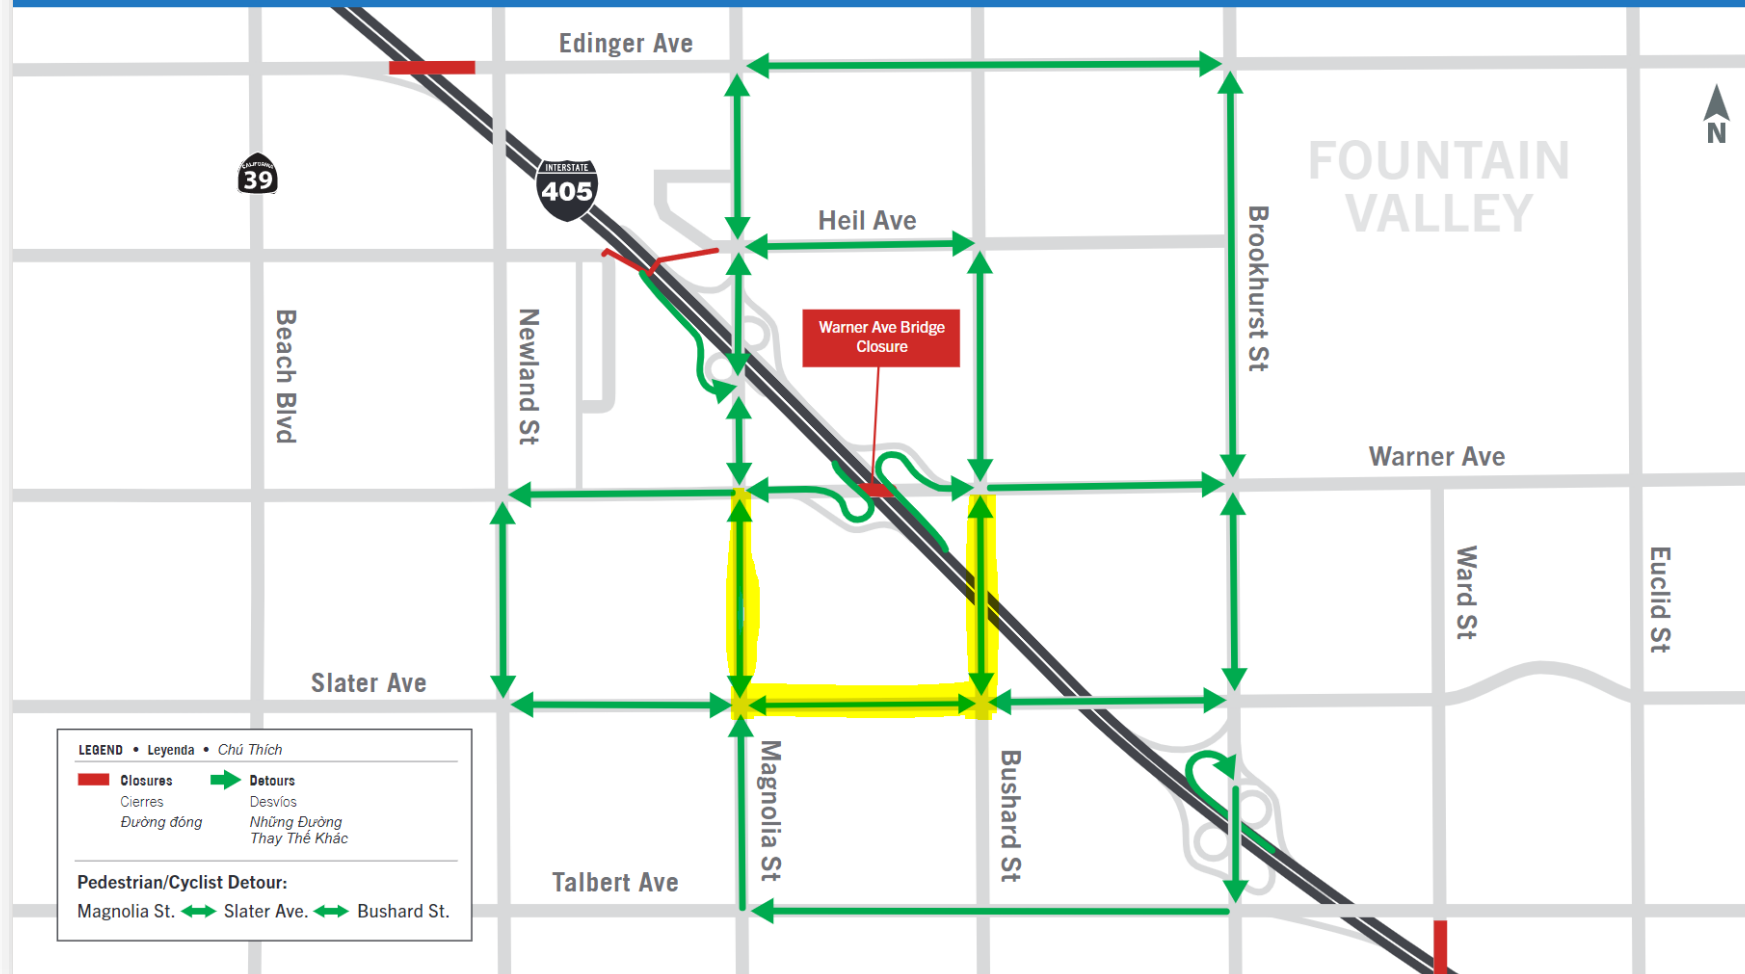 Edinger Ave
N
FOUNTAIN
VALLEY
CALIFORNIA
39
INTERSTATE
405
Heil Ave
Brookhurst St
Beach Blvd
Newland St
Warner Ave Bridge
Closure
Warner Ave
Ward St
Euclid St
Slater Ave
Magnolia St
Bushard St
Talbert Ave
LEGEND • Leyenda • Chú Thích
Closures
Cierres
Đường đóng
Detours
Desvíos
Những Đường
Thay Thế Khác
Pedestrian/Cyclist Detour:
Magnolia St. Slater Ave. Bushard St.